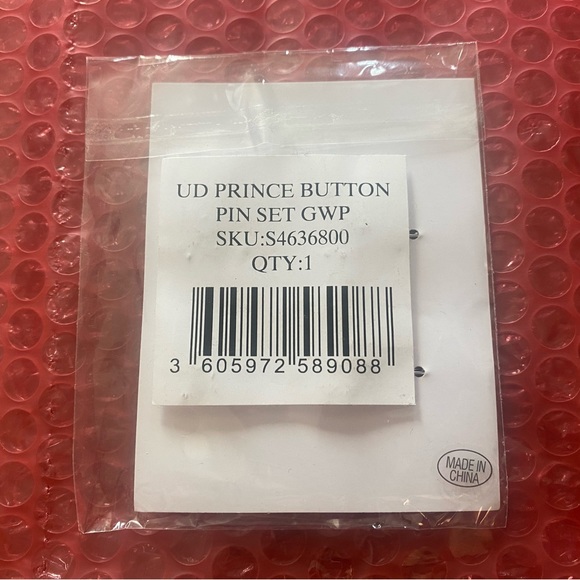 UD PRINCE BUTTON
PIN SET GWP
SKU:S4636800
QTY:1
3 605972 589088
MADE IN
CHINA